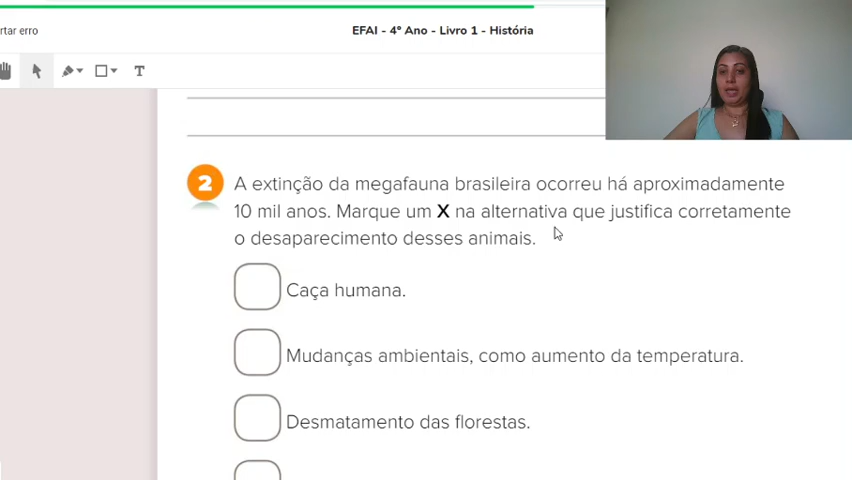 rtar erro
EFAI - 4º Ano - Livro 1 - História
T
2
A extinção da megafauna brasileira ocorreu há aproximadamente
10 mil anos. Marque um X na alternativa que justifica corretamente
o desaparecimento desses animais.
Caça humana.
Mudanças ambientais, como aumento da temperatura.
Desmatamento das florestas.